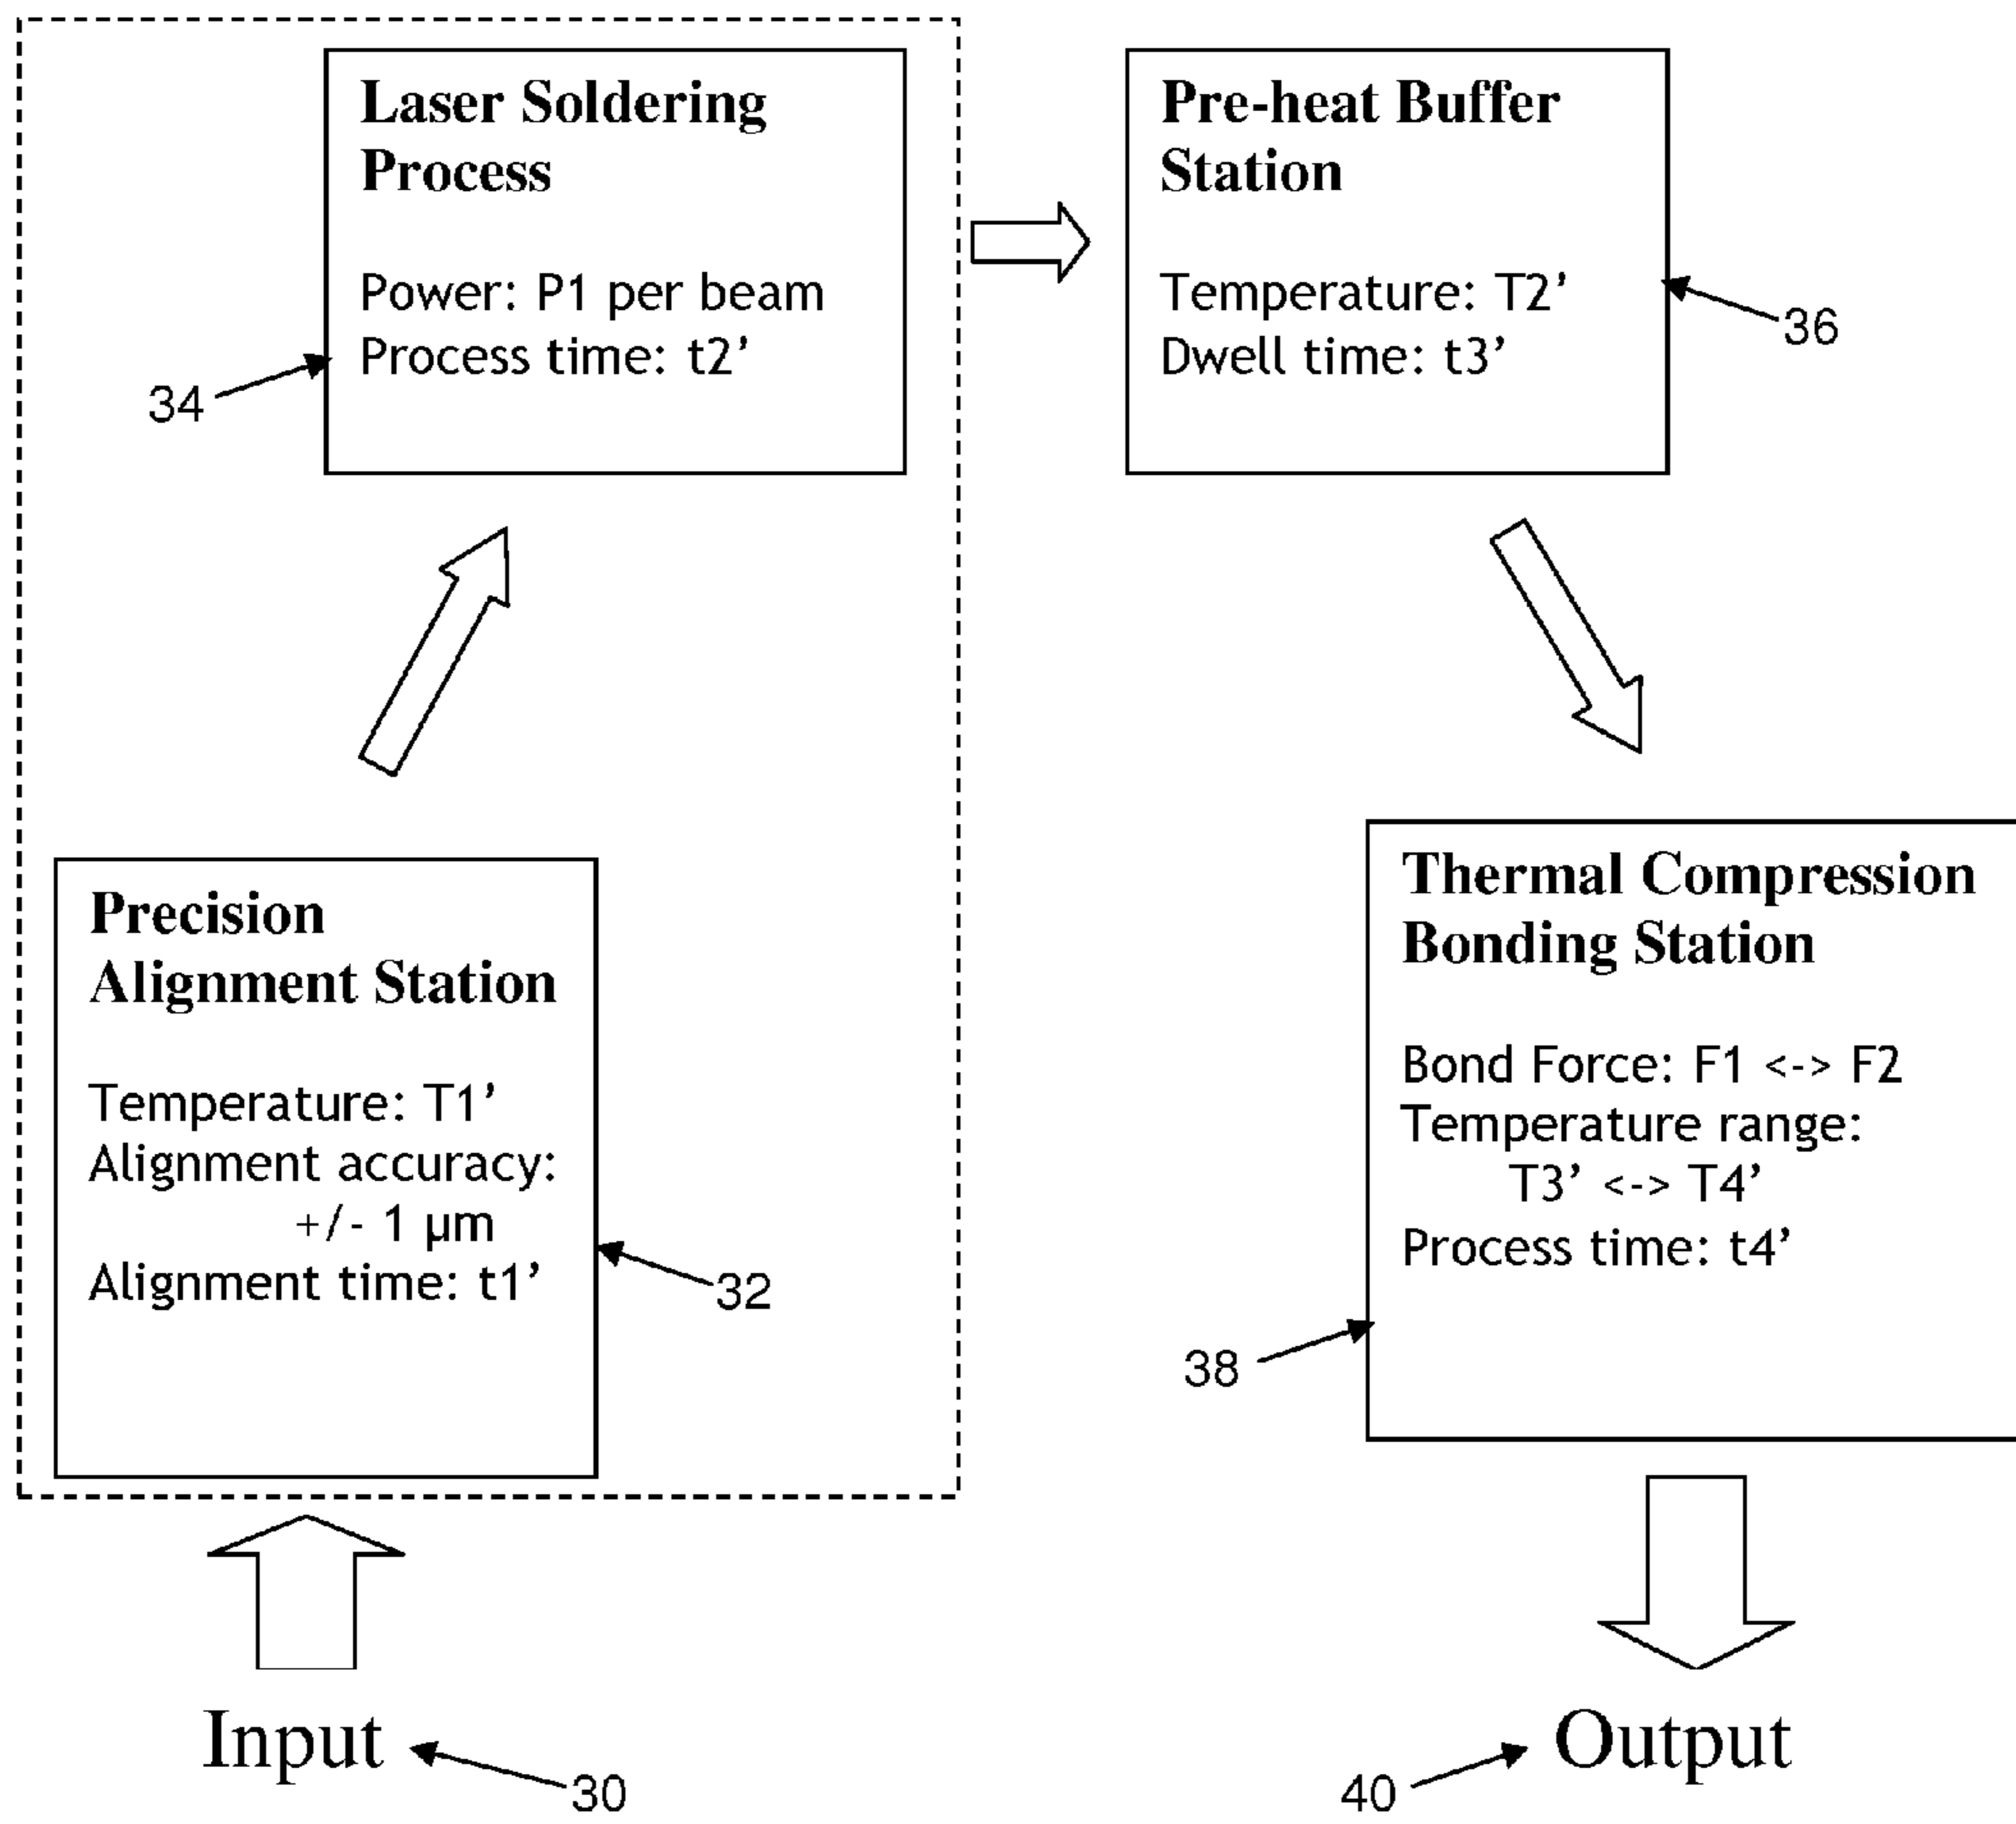 Laser Soldering
Process
Power: P1 per beam
Process time: t2’
34
Pre-heat Buffer
Station
Temperature: T2’
Dwell time: t3’
36
Precision
Alignment Station
Temperature: T1’
Alignment accuracy:
+/- 1 µm
Alignment time: t1’
32
Thermal Compression
Bonding Station
Bond Force: F1 <-> F2
Temperature range:
T3’ <-> T4’
Process time: t4’
38
Input
30
Output
40